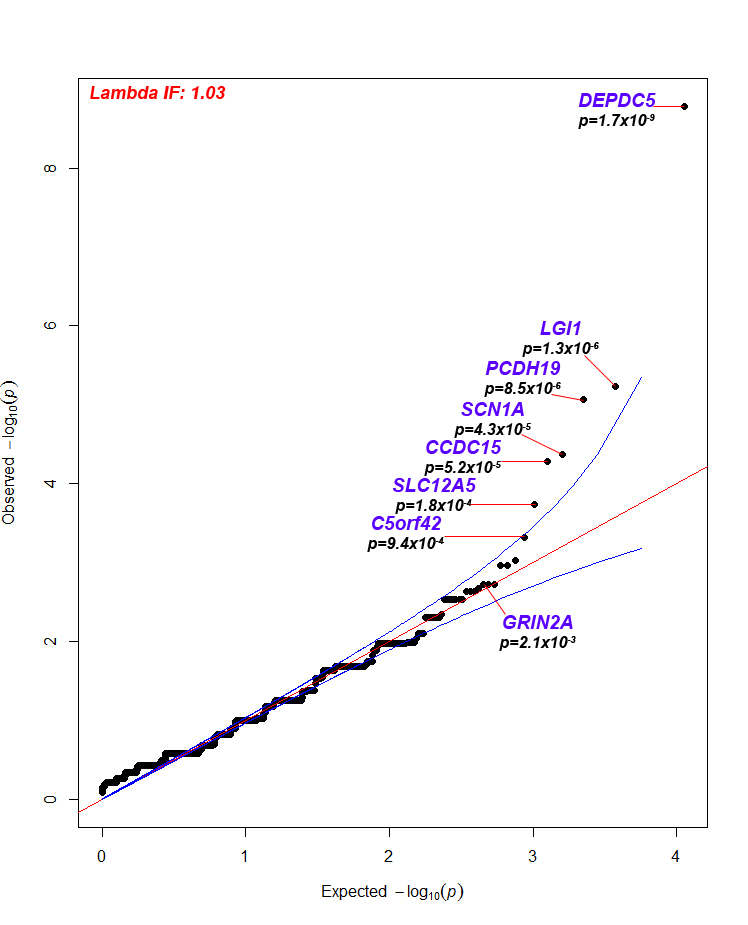 Lambda IF: 1.03
DEPDC5
p=1.7x10-9
8
LGI1
p=1.3x10-6
6
PCDH19
p=8.5x10-6
SCN1A
p=4.3x10-5
CCDC15
p=5.2x10-5
4
SLC12A5
p=1.8x10-4
C5orf42
p=9.4x10-4
GRIN2A
p=2.1x10-3
2
0
Observed −log10(p)
0 1 2 3 4
Expected −log10(p)